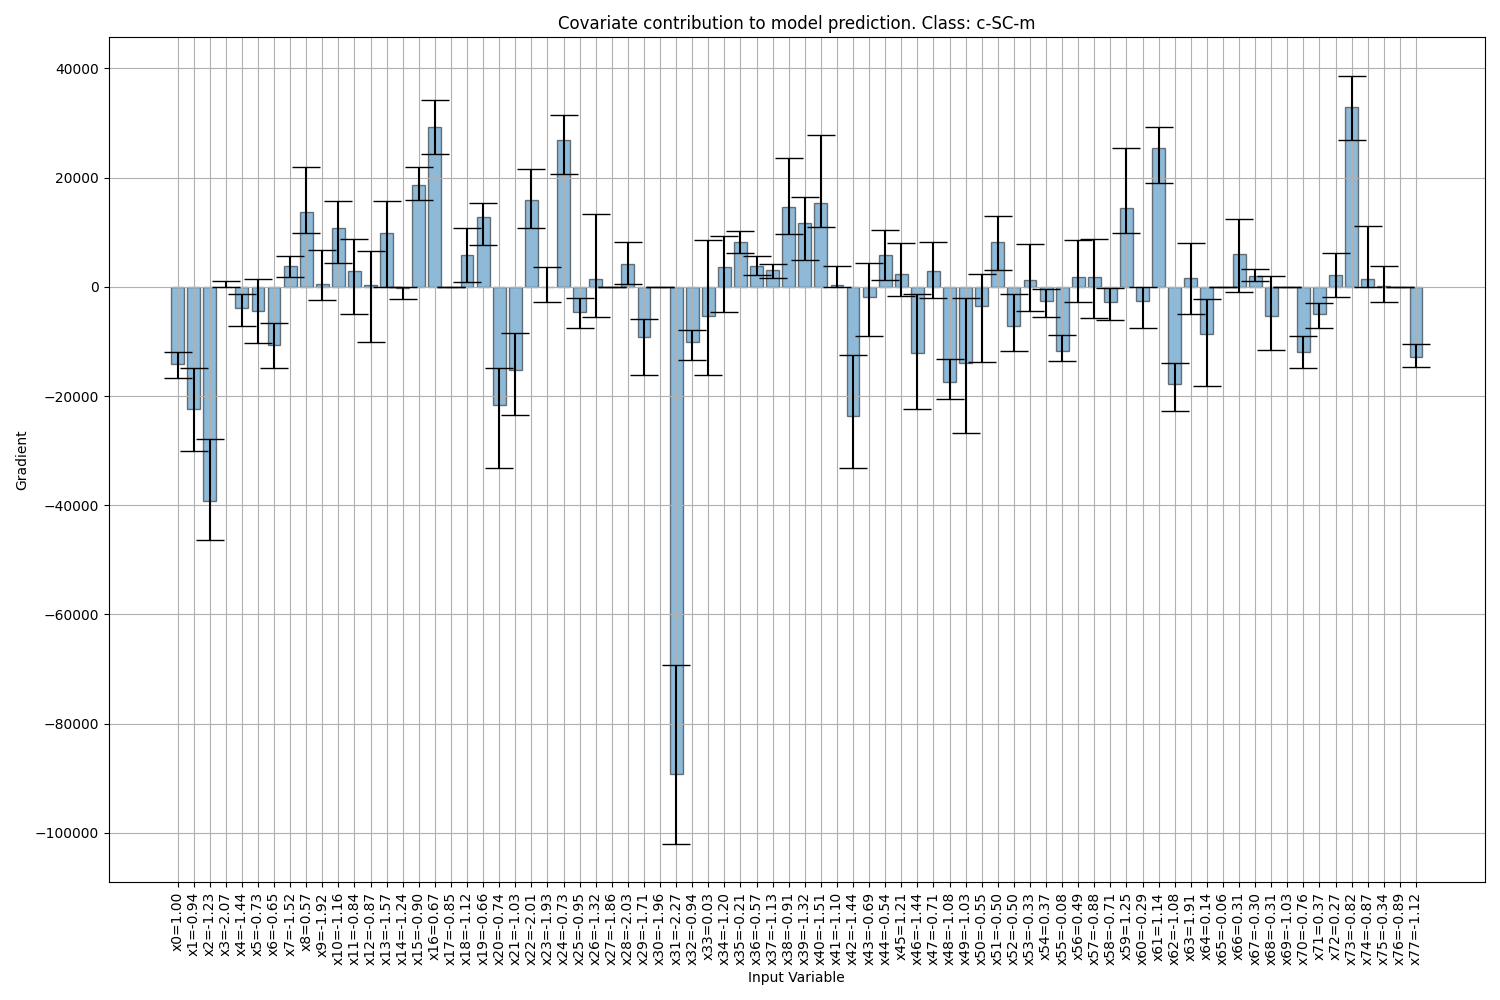 Covariate contribution to model prediction. Class: c-SC-m
40000
20000
0
−20000
−40000
−60000
−80000
−100000
Gradient
x0=1.00
x1=-0.94
x2=-1.23
x3=-2.07
x4=-1.44
x5=-0.73
x6=-0.65
x7=-1.52
x8=0.57
x9=-1.92
x10=-1.16
x11=-0.84
x12=-0.87
x13=-1.57
x14=-1.24
x15=-0.90
x16=0.67
x17=-0.85
x18=-1.12
x19=-0.66
x20=-0.74
x21=-1.03
x22=-2.01
x23=-1.93
x24=-0.73
x25=-0.95
x26=-1.32
x27=-1.86
x28=-2.03
x29=-1.71
x30=-1.96
x31=-2.27
x32=-0.94
x33=0.03
x34=-1.20
x35=-0.21
x36=-0.57
x37=-1.13
x38=-0.91
x39=-1.32
x40=-1.51
x41=-1.10
x42=-1.44
x43=-0.69
x44=-0.54
x45=-1.21
x46=-1.44
x47=-0.71
x48=-1.08
x49=-1.03
x50=-0.55
x51=-0.50
x52=-0.50
x53=-0.33
x54=0.37
x55=-0.08
x56=0.49
x57=-0.88
x58=0.71
x59=1.25
x60=-0.29
x61=1.14
x62=-1.08
x63=1.91
x64=0.14
x65=-0.06
x66=0.31
x67=-0.30
x68=-0.31
x69=-1.03
x70=-0.76
x71=0.37
x72=0.27
x73=-0.82
x74=-0.87
x75=-0.34
x76=-0.89
x77=-1.12
Input Variable